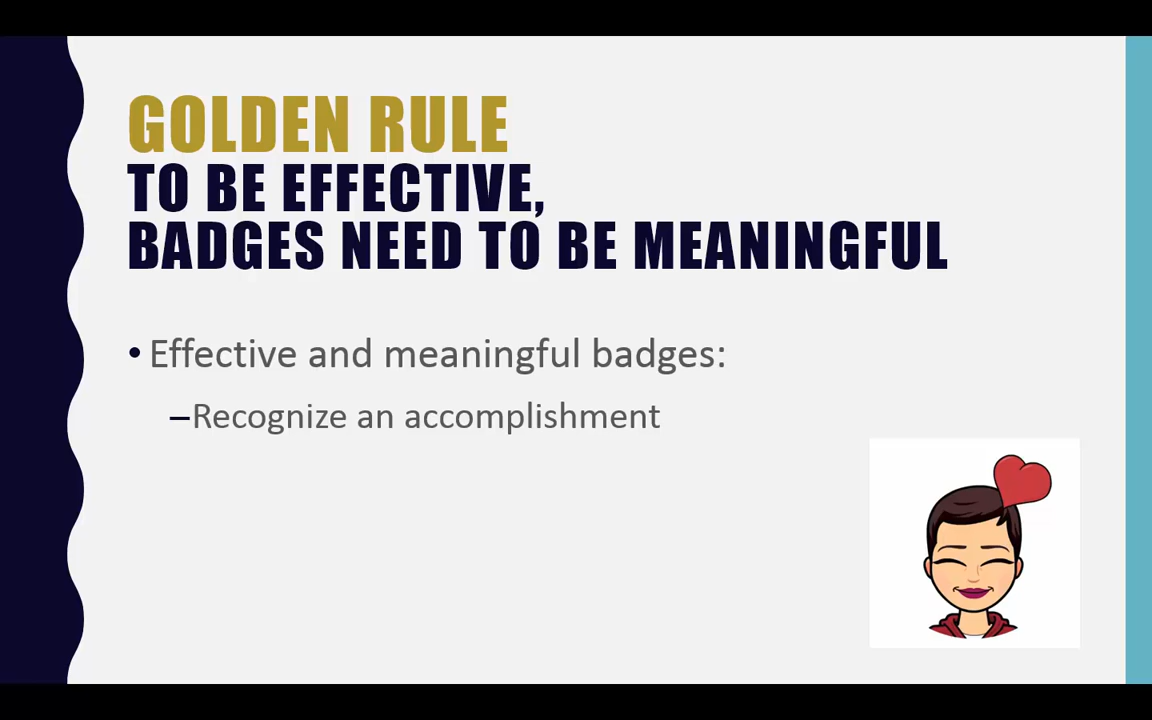 GOLDEN RULE
TO BE EFFECTIVE,
BADGES NEED TO BE MEANINGFUL
• Effective and meaningful badges:
–Recognize an accomplishment